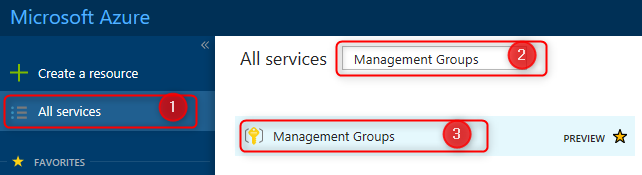 Microsoft Azure
«
Create a resource
All services
1
FAVORITES
All services
Management Groups
2
Management Groups
3
PREVIEW